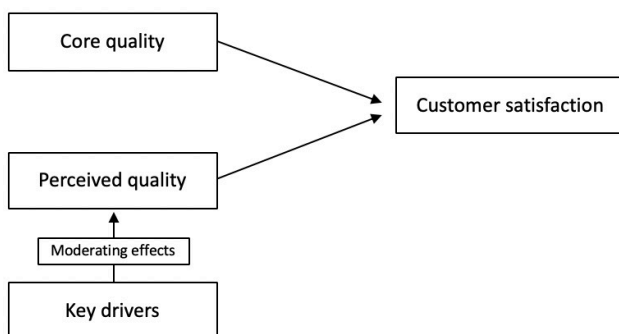 Core quality
Customer satisfaction
Perceived quality
Moderating effects
Key drivers